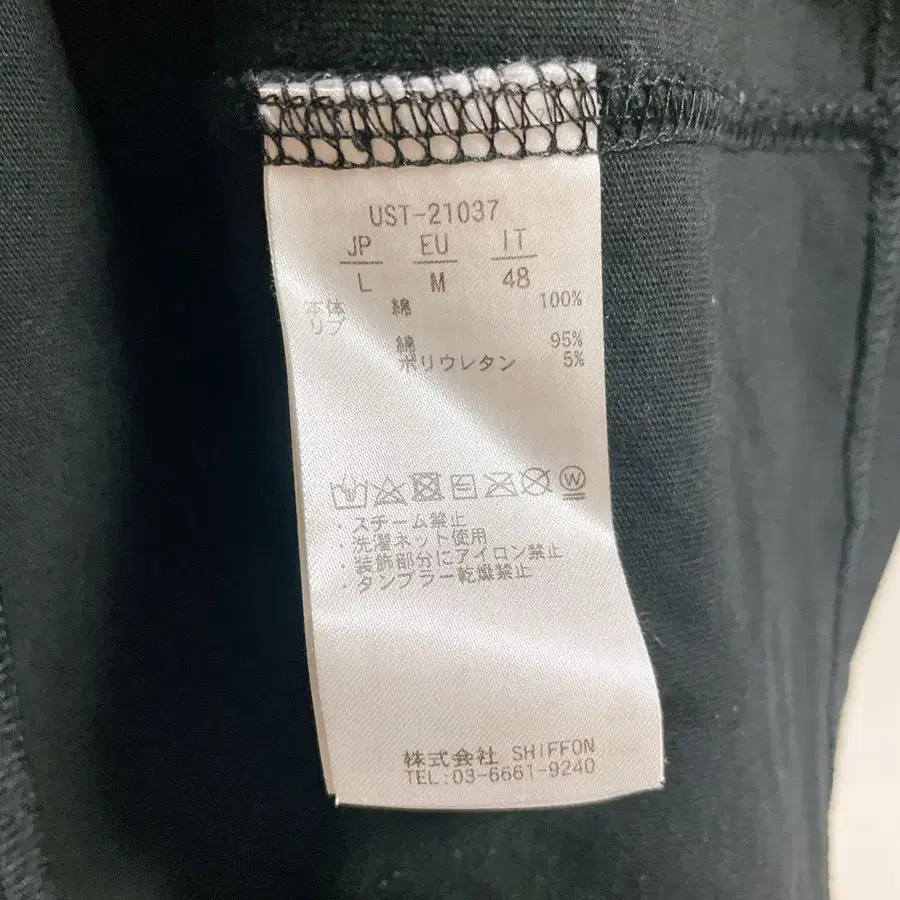 UST-21037
JP EU IT
L M 48
本体 綿 100%
リブ
綿 95%
ポリウレタン 5%
W
・スチーム禁止
・洗濯ネット使用
・装飾部分にアイロン禁止
・タンブラー乾燥禁止
株式会社 SHIFFON
TEL:03-6661-9240